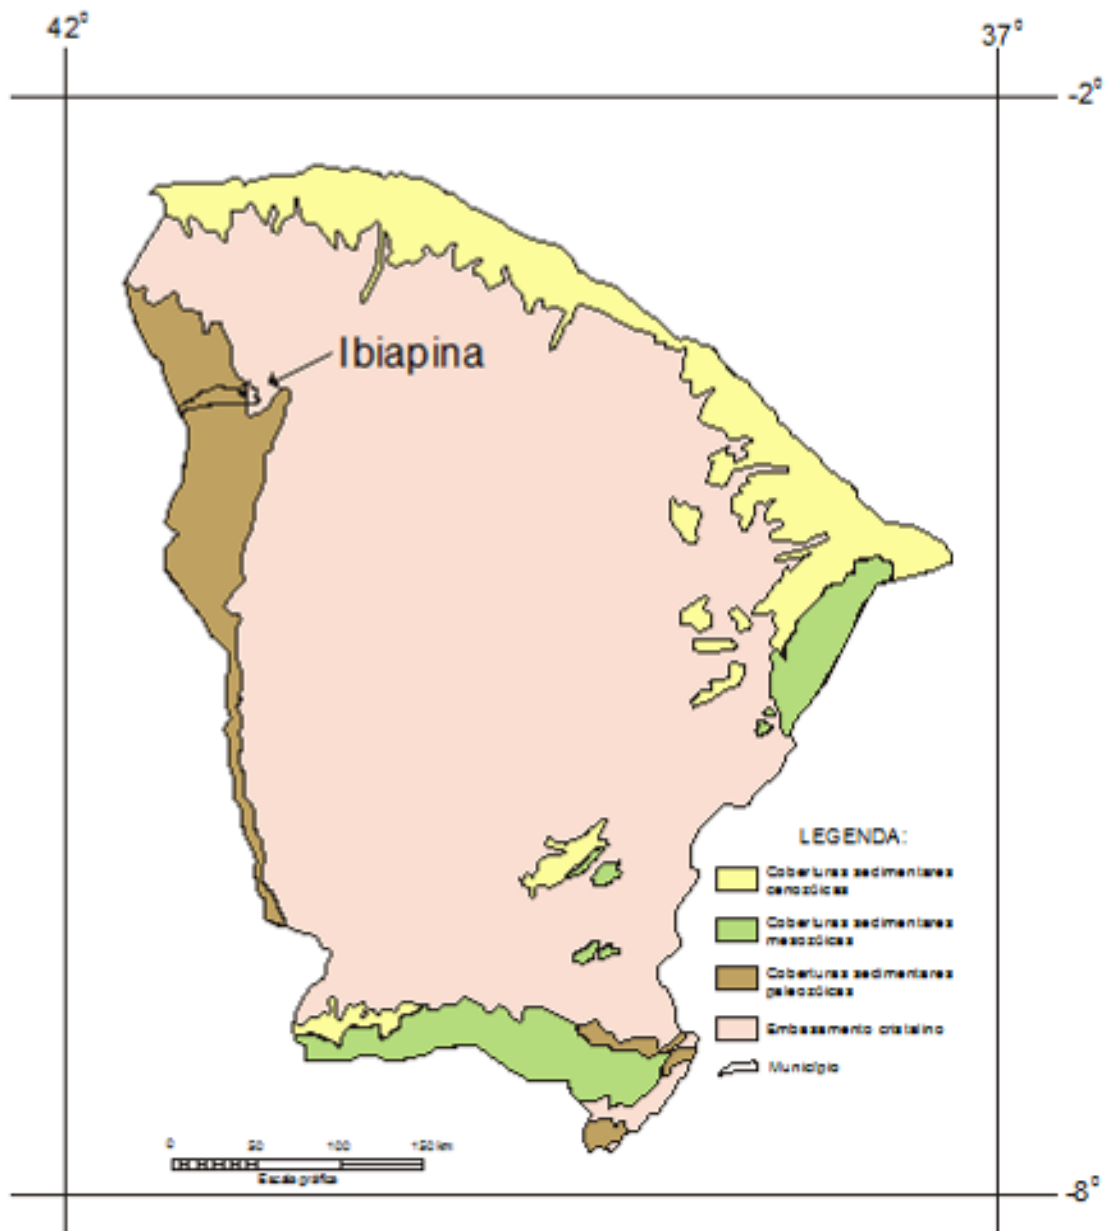 42°
37°
-2°
Ibiapina
LEGENDA:
Coberturas sedimentares
cenozóicas
Coberturas sedimentares
mesozóicas
Coberturas sedimentares
paleozóicas
Embasamento cristalino
Município
0 50 100 150 km
Escala gráfica
-8°